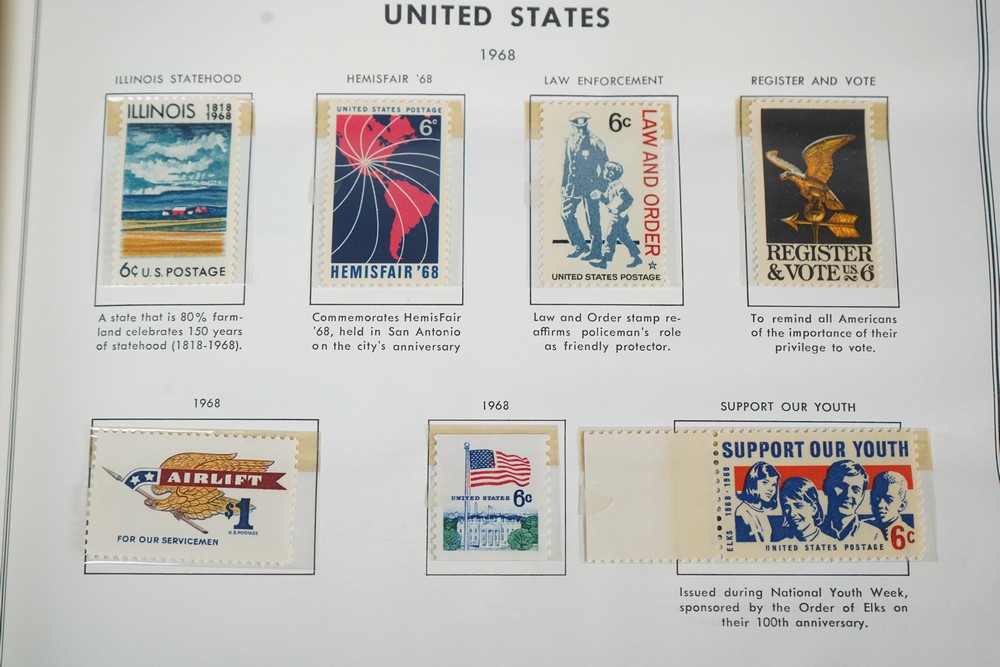 UNITED STATES
1968
ILLINOIS STATEHOOD
HEMISFAIR '68
LAW ENFORCEMENT
REGISTER AND VOTE
ILLINOIS 1818
1968
6¢ U.S. POSTAGE
UNITED STATES POSTAGE
6c
HEMISFAIR '68
6c
LAW AND ORDER
UNITED STATES POSTAGE
REGISTER
& VOTE U.S. 6c
A state that is 80% farm-
land celebrates 150 years
of statehood (1818-1968).
Commemorates HemisFair
'68, held in San Antonio
on the city's anniversary
Law and Order stamp re-
affirms policeman's role
as friendly protector.
To remind all Americans
of the importance of their
privilege to vote.
1968
1968
SUPPORT OUR YOUTH
AIRLIFT
$1
U.S. POSTAGE
FOR OUR SERVICEMEN
UNITED STATES 6c
SUPPORT OUR YOUTH
ELKS 1868-1968
UNITED STATES POSTAGE 6c
Issued during National Youth Week,
sponsored by the Order of Elks on
their 100th anniversary.